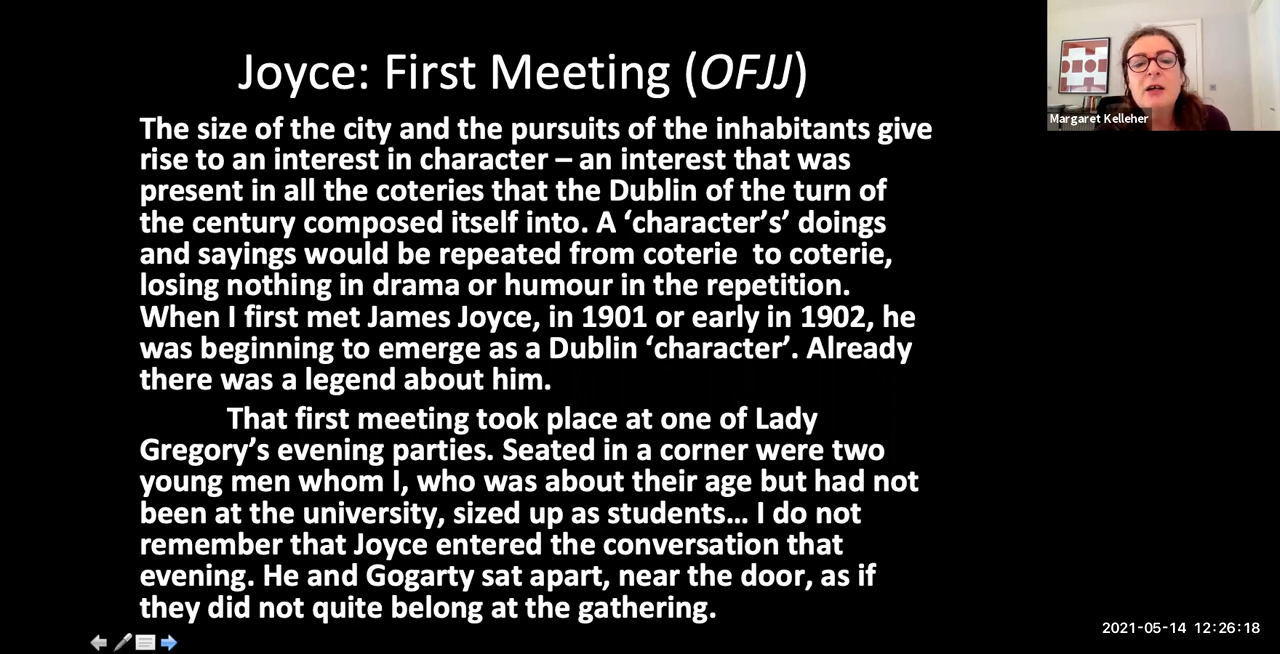 Joyce: First Meeting (OFJJ)
The size of the city and the pursuits of the inhabitants give
rise to an interest in character – an interest that was
present in all the coteries that the Dublin of the turn of
the century composed itself into. A ‘character’s’ doings
and sayings would be repeated from coterie  to coterie,
losing nothing in drama or humour in the repetition.
When I first met James Joyce, in 1901 or early in 1902, he
was beginning to emerge as a Dublin ‘character’. Already
there was a legend about him.
That first meeting took place at one of Lady
Gregory’s evening parties. Seated in a corner were two
young men whom I, who was about their age but had not
been at the university, sized up as students… I do not
remember that Joyce entered the conversation that
evening. He and Gogarty sat apart, near the door, as if
they did not quite belong at the gathering.
Margaret Kelleher
2021-05-14 12:26:18